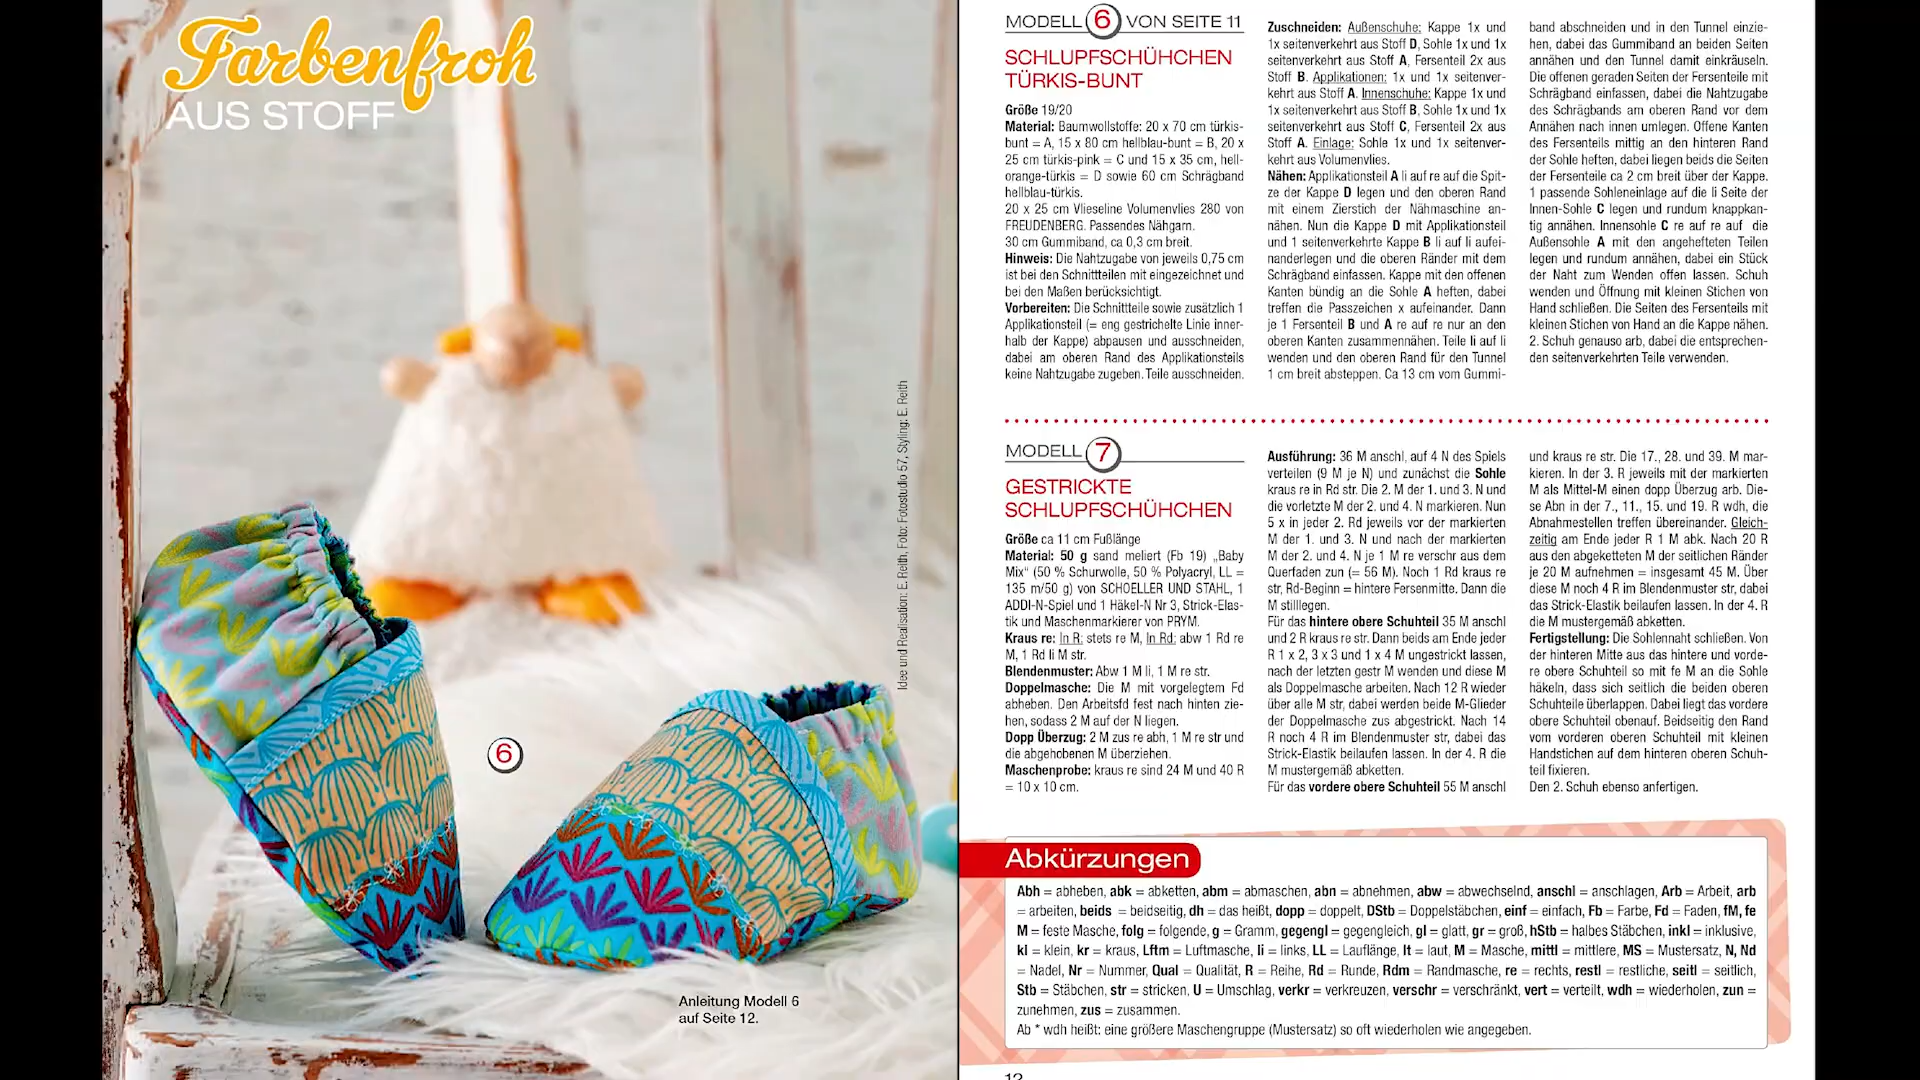 Farbenfroh
AUS STOFF
Idee und Realisation: E. Reith, Foto: Fotostudio 57, Styling: E. Reith
6
Anleitung Modell 6
auf Seite 12.
MODELL 6 VON SEITE 11
SCHLUPFSCHÜHCHEN
TÜRKIS-BUNT
Größe 19/20
Material: Baumwollstoffe: 20 x 70 cm türkis-
bunt = A, 15 x 80 cm hellblau-bunt = B, 20 x
25 cm türkis-pink = C und 15 x 35 cm, hell-
orange-türkis = D sowie 60 cm Schrägband
hellblau-türkis.
20 x 25 cm Vlieseline Volumenvlies 280 von
FREUDENBERG. Passendes Nähgarn.
30 cm Gummiband, ca 0,3 cm breit.
Hinweis: Die Nahtzugabe von jeweils 0,75 cm
ist bei den Schnittteilen mit eingezeichnet und
bei den Maßen berücksichtigt.
Vorbereiten: Die Schnittteile sowie zusätzlich 1
Applikationsteil (= eng gestrichelte Linie inner-
halb der Kappe) abpausen und ausschneiden,
dabei am oberen Rand des Applikationsteils
keine Nahtzugabe zugeben. Teile ausschneiden.
Zuschneiden: Außenschuhe: Kappe 1x und
1x seitenverkehrt aus Stoff D, Sohle 1x und 1x
seitenverkehrt aus Stoff A, Fersenteil 2x aus
Stoff B. Applikationen: 1x und 1x seitenver-
kehrt aus Stoff A. Innenschuhe: Kappe 1x und
1x seitenverkehrt aus Stoff B, Sohle 1x und 1x
seitenverkehrt aus Stoff C, Fersenteil 2x aus
Stoff A. Einlage: Sohle 1x und 1x seitenver-
kehrt aus Volumenvlies.
Nähen: Applikationsteil A li auf re auf die Spit-
ze der Kappe D legen und den oberen Rand
mit einem Zierstich der Nähmaschine an-
nähen. Nun die Kappe D mit Applikationsteil
und 1 seitenverkehrte Kappe B li auf li aufei-
nanderlegen und die oberen Ränder mit dem
Schrägband einfassen. Kappe mit den offenen
Kanten bündig an die Sohle A heften, dabei
treffen die Passzeichen x aufeinander. Dann
je 1 Fersenteil B und A re auf re nur an den
oberen Kanten zusammennähen. Teile li auf li
wenden und den oberen Rand für den Tunnel
1 cm breit absteppen. Ca 13 cm vom Gummi-
band abschneiden und in den Tunnel einzie-
hen, dabei das Gummiband an beiden Seiten
annähen und den Tunnel damit einkräuseln.
Die offenen geraden Seiten der Fersenteile mit
Schrägband einfassen, dabei die Nahtzugabe
des Schrägbands am oberen Rand vor dem
Annähen nach innen umlegen. Offene Kanten
des Fersenteils mittig an den hinteren Rand
der Sohle heften, dabei liegen beids die Seiten
der Fersenteile ca 2 cm breit über der Kappe.
1 passende Sohleneinlage auf die li Seite der
Innen-Sohle C legen und rundum knappkan-
tig annähen. Innensohle C re auf re auf die
Außensohle A mit den angehefteten Teilen
legen und rundum annähen, dabei ein Stück
der Naht zum Wenden offen lassen. Schuh
wenden und Öffnung mit kleinen Stichen von
Hand schließen. Die Seiten des Fersenteils mit
kleinen Stichen von Hand an die Kappe nähen.
2. Schuh genauso arb, dabei die entsprechen-
den seitenverkehrten Teile verwenden.
MODELL 7
GESTRICKTE
SCHLUPFSCHÜHCHEN
Größe ca 11 cm Fußlänge
Material: 50 g sand meliert (Fb 19) „Baby
Mix“ (50 % Schurwolle, 50 % Polyacryl, LL =
135 m/50 g) von SCHOELLER UND STAHL, 1
ADDI-N-Spiel und 1 Häkel-N Nr 3, Strick-Elas-
tik und Maschenmarkierer von PRYM.
Kraus re: In R: stets re M, In Rd: abw 1 Rd re
M, 1 Rd li M str.
Blendenmuster: Abw 1 M li, 1 M re str.
Doppelmasche: Die M mit vorgelegtem Fd
abheben. Den Arbeitsfd fest nach hinten zie-
hen, sodass 2 M auf der N liegen.
Dopp Überzug: 2 M zus re abh, 1 M re str und
die abgehobenen M überziehen.
Maschenprobe: kraus re sind 24 M und 40 R
= 10 x 10 cm.
Ausführung: 36 M anschl, auf 4 N des Spiels
verteilen (9 M je N) und zunächst die Sohle
kraus re in Rd str. Die 2. M der 1. und 3. N und
die vorletzte M der 2. und 4. N markieren. Nun
5 x in jeder 2. Rd jeweils vor der markierten
M der 1. und 3. N und nach der markierten
M der 2. und 4. N je 1 M re verschr aus dem
Querfaden zun (= 56 M). Noch 1 Rd kraus re
str, Rd-Beginn = hintere Fersenmitte. Dann die
M stilllegen.
Für das hintere obere Schuhteil 35 M anschl
und 2 R kraus re str. Dann beids am Ende jeder
R 1 x 2, 3 x 3 und 1 x 4 M ungestrickt lassen,
nach der letzten gestr M wenden und diese M
als Doppelmasche arbeiten. Nach 12 R wieder
über alle M str, dabei werden beide M-Glieder
der Doppelmasche zus abgestrickt. Nach 14
R noch 4 R im Blendenmuster str, dabei das
Strick-Elastik beilaufen lassen. In der 4. R die
M mustergemäß abketten.
Für das vordere obere Schuhteil 55 M anschl
und kraus re str. Die 17., 28. und 39. M mar-
kieren. In der 3. R jeweils mit der markierten
M als Mittel-M einen dopp Überzug arb. Die-
se Abn in der 7., 11., 15. und 19. R wdh, die
Abnahmestellen treffen übereinander. Gleich-
zeitig am Ende jeder R 1 M abk. Nach 20 R
aus den abgeketteten M der seitlichen Ränder
je 20 M aufnehmen = insgesamt 45 M. Über
diese M noch 4 R im Blendenmuster str, dabei
das Strick-Elastik beilaufen lassen. In der 4. R
die M mustergemäß abketten.
Fertigstellung: Die Sohlennaht schließen. Von
der hinteren Mitte aus das hintere und vorde-
re obere Schuhteil so mit fe M an die Sohle
häkeln, dass sich seitlich die beiden oberen
Schuhteile überlappen. Dabei liegt das vordere
obere Schuhteil obenauf. Beidseitig den Rand
vom vorderen oberen Schuhteil mit kleinen
Handstichen auf dem hinteren oberen Schuh-
teil fixieren.
Den 2. Schuh ebenso anfertigen.
Abkürzungen
Abh = abheben, abk = abketten, abm = abmaschen, abn = abnehmen, abw = abwechselnd, anschl = anschlagen, Arb = Arbeit, arb
= arbeiten, beids = beidseitig, dh = das heißt, dopp = doppelt, DStb = Doppelstäbchen, einf = einfach, Fb = Farbe, Fd = Faden, fM, fe
M = feste Masche, folg = folgende, g = Gramm, gegengl = gegengleich, gl = glatt, gr = groß, hStb = halbes Stäbchen, inkl = inklusive,
kl = klein, kr = kraus, Lftm = Luftmasche, li = links, LL = Lauflänge, lt = laut, M = Masche, mittl = mittlere, MS = Mustersatz, N, Nd
= Nadel, Nr = Nummer, Qual = Qualität, R = Reihe, Rd = Runde, Rdm = Randmasche, re = rechts, restl = restliche, seitl = seitlich,
Stb = Stäbchen, str = stricken, U = Umschlag, verkr = verkreuzen, verschr = verschränkt, vert = verteilt, wdh = wiederholen, zun =
zunehmen, zus = zusammen.
Ab * wdh heißt: eine größere Maschengruppe (Mustersatz) so oft wiederholen wie angegeben.
12